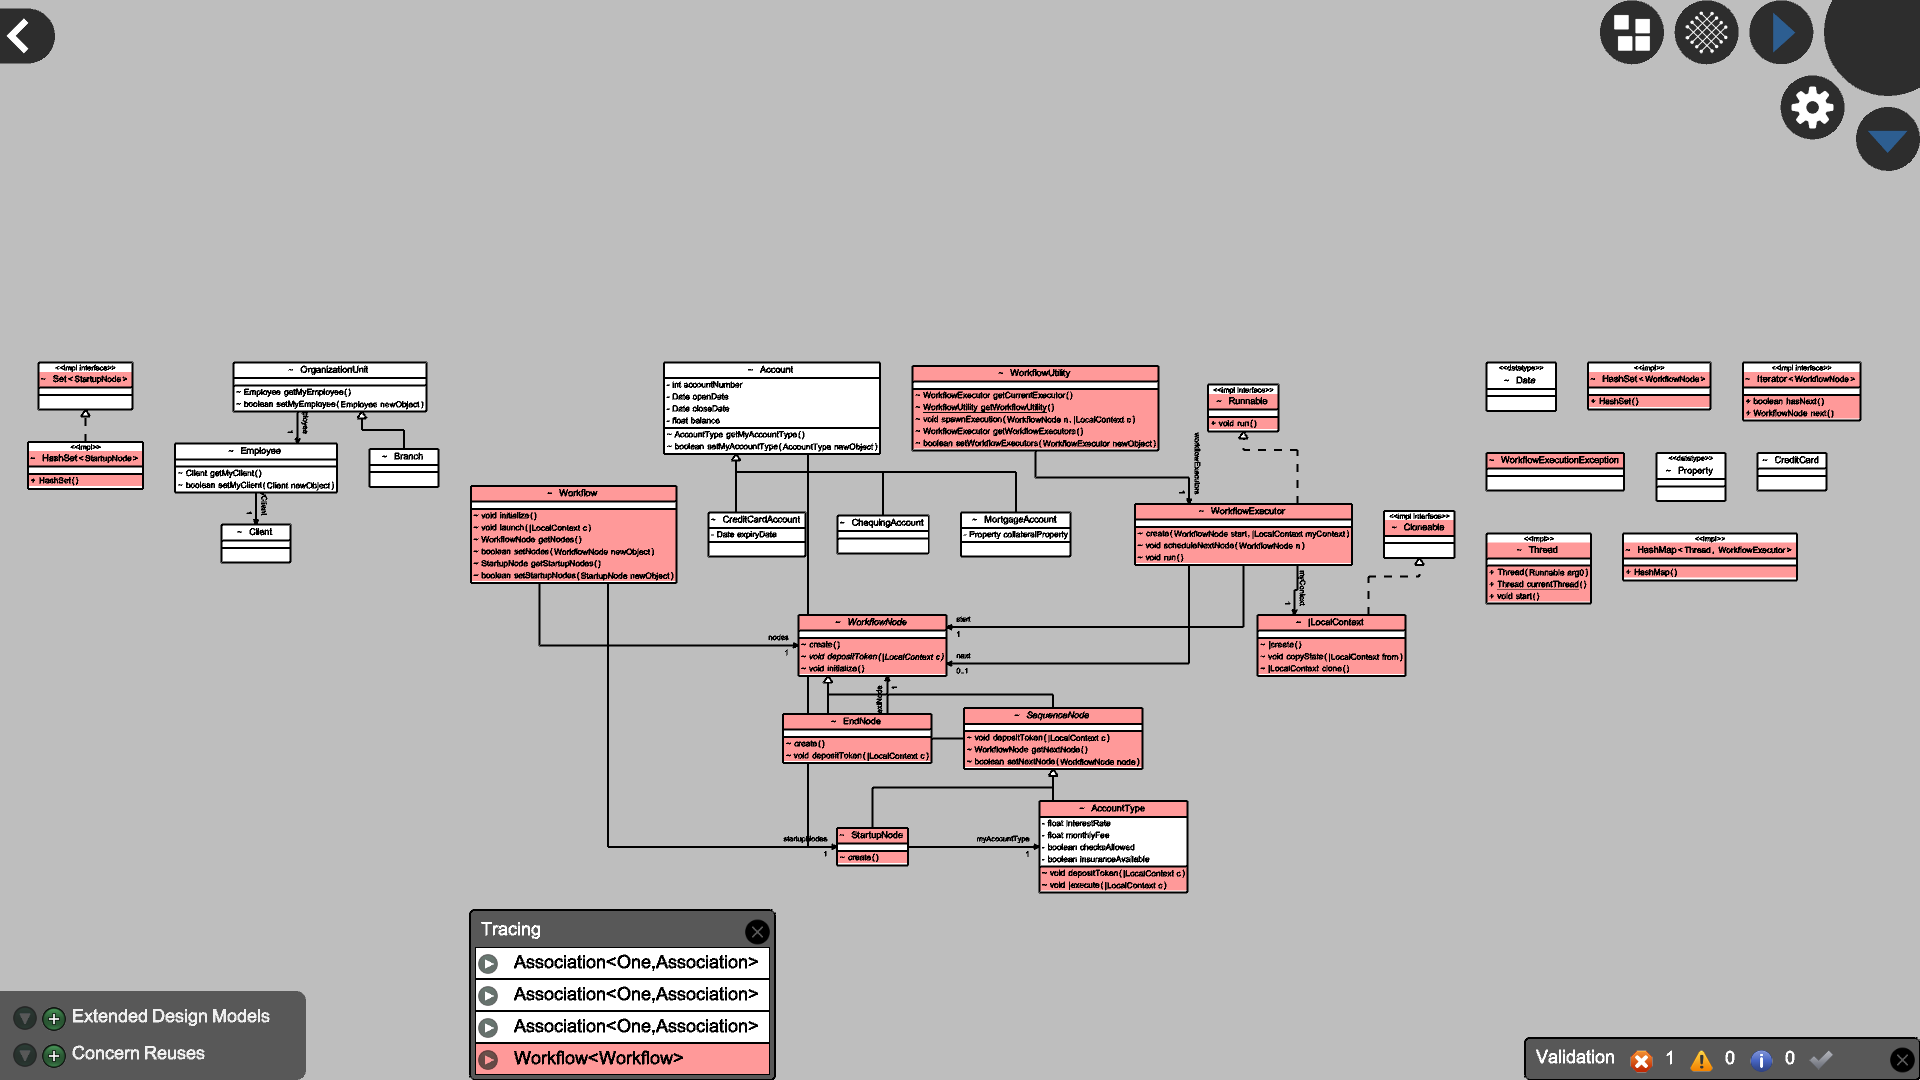 <<impl interface>>
~ Set<StartupNode>
<<impl>>
~ HashSet<StartupNode>
+ HashSet()
~ OrganizationUnit
~ Employee getMyEmployee()
~ boolean setMyEmployee(Employee newObject)
1
~ Employee
~ Client getMyClient()
~ boolean setMyClient(Client newObject)
~ Branch
1
~ Client
~ Workflow
~ void initialize()
~ void launch(|LocalContext c)
~ WorkflowNode getNodes()
~ boolean setNodes(WorkflowNode newObject)
~ StartupNode getStartupNodes()
~ boolean setStartupNodes(StartupNode newObject)
~ Account
- int accountNumber
- Date openDate
- Date closeDate
- float balance
~ AccountType getMyAccountType()
~ boolean setMyAccountType(AccountType newObject)
~ CreditCardAccount
- Date expiryDate
~ ChequingAccount
~ MortgageAccount
- Property collateralProperty
~ WorkflowUtility
~ WorkflowExecutor getCurrentExecutor()
~ WorkflowUtility getWorkflowUtility()
~ void spawnExecution(WorkflowNode n, |LocalContext c)
~ WorkflowExecutor getWorkflowExecutors()
~ boolean setWorkflowExecutors(WorkflowExecutor newObject)
<<impl interface>>
~ Runnable
+ void run()
workflowExecutors
1
~ WorkflowExecutor
~ create(WorkflowNode start, |LocalContext myContext)
~ void scheduleNextNode(WorkflowNode n)
~ void run()
<<impl interface>>
~ Cloneable
myContext
1
~ |LocalContext
~ |create()
~ void copyState(|LocalContext from)
~ |LocalContext clone()
nodes
1
~ WorkflowNode
~ create()
~ void depositToken(|LocalContext c)
~ void initialize()
start
1
next
0..1
nextNode
1
~ EndNode
~ create()
~ void depositToken(|LocalContext c)
~ SequenceNode
~ void depositToken(|LocalContext c)
~ WorkflowNode getNextNode()
~ boolean setNextNode(WorkflowNode node)
startupNodes
1
~ StartupNode
~ create()
myAccountType
1
~ AccountType
- float interestRate
- float monthlyFee
- boolean checksAllowed
- boolean insuranceAvailable
~ void depositToken(|LocalContext c)
~ void |execute(|LocalContext c)
<<datatype>>
~ Date
<<impl>>
~ HashSet<WorkflowNode>
+ HashSet()
<<impl interface>>
~ Iterator<WorkflowNode>
+ boolean hasNext()
+ WorkflowNode next()
~ WorkflowExecutionException
<<datatype>>
~ Property
~ CreditCard
<<impl>>
~ Thread
+ Thread(Runnable arg0)
+ Thread currentThread()
+ void start()
<<impl>>
~ HashMap<Thread, WorkflowExecutor>
+ HashMap()
Tracing
Association<One,Association>
Association<One,Association>
Association<One,Association>
Workflow<Workflow>
Extended Design Models
Concern Reuses
Validation 1 0 0